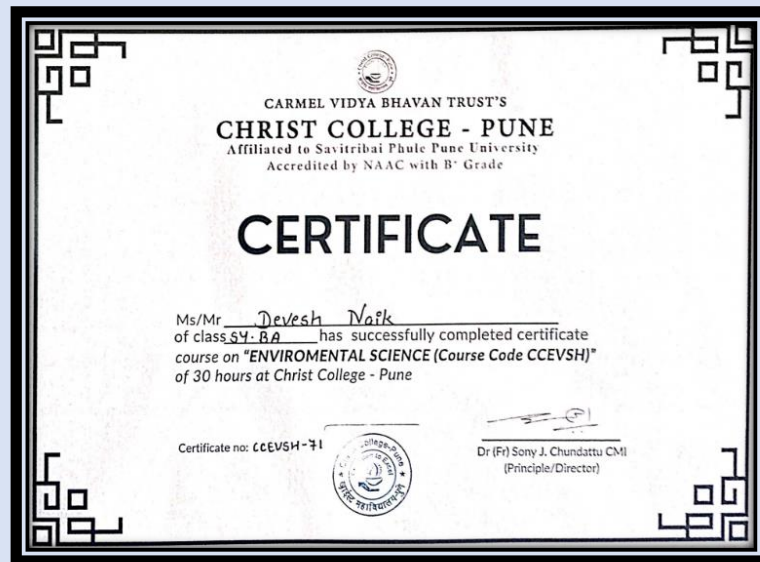 CARMEL VIDYA BHAVAN TRUST'S
CHRIST COLLEGE - PUNE
Affiliated to Savitribai Phule Pune University
Accredited by NAAC with B+ Grade
CERTIFICATE
Ms/Mr Devesh Naik
of class SY.BA has successfully completed certificate
course on "ENVIROMENTAL SCIENCE (Course Code CCEVSH)"
of 30 hours at Christ College - Pune
Certificate no: CCEVSH-71
Dr (Fr) Sony J. Chundattu CMI
(Principle/Director)